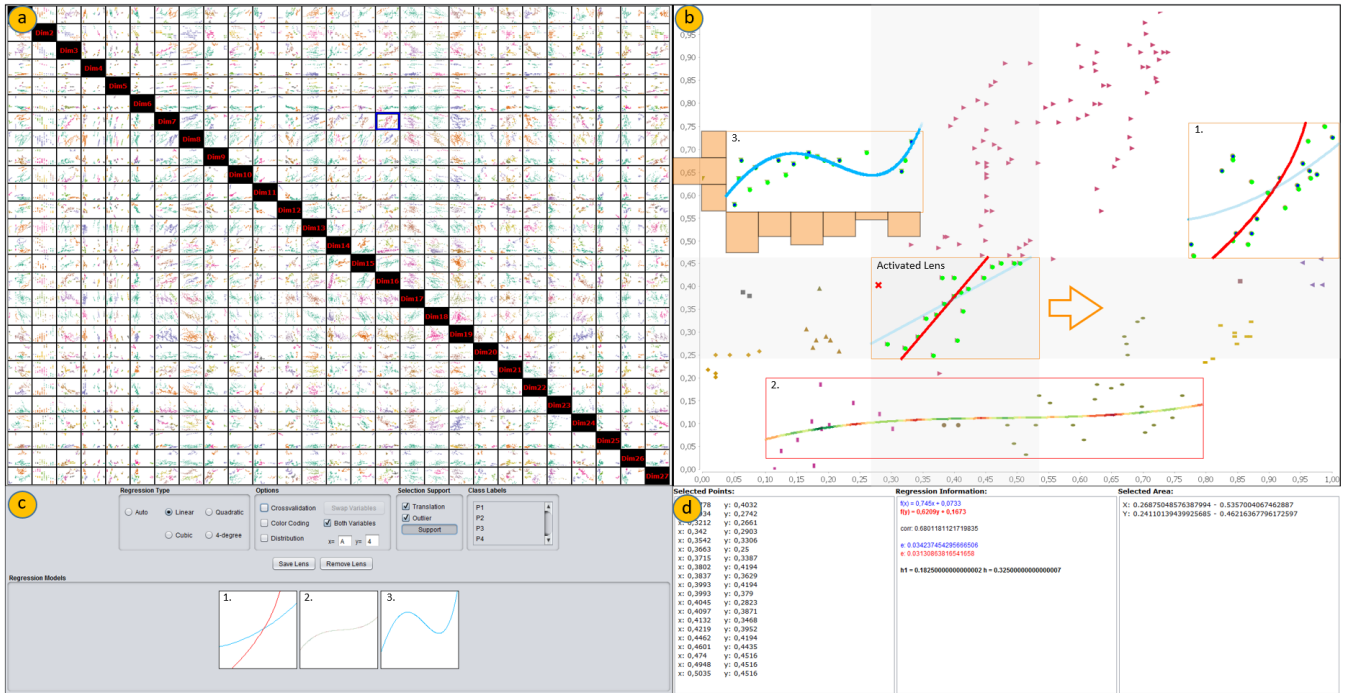 a
Dim2
Dim3
Dim4
Dim5
Dim6
Dim7
Dim8
Dim9
Dim10
Dim11
Dim12
Dim13
Dim14
Dim15
Dim16
Dim17
Dim18
Dim19
Dim20
Dim21
Dim22
Dim23
Dim24
Dim25
Dim26
Dim27
b
0,95
0,90
0,85
0,80
0,75
0,70
0,65
0,60
0,55
0,50
0,45
0,40
0,35
0,30
0,25
0,20
0,15
0,10
0,05
0,00
3.
1.
Activated Lens
2.
0,00 0,05 0,10 0,15 0,20 0,25 0,30 0,35 0,40 0,45 0,50 0,55 0,60 0,65 0,70 0,75 0,80 0,85 0,90 0,95 1,00
c
Regression Type
Auto Linear Quadratic
Cubic 4-degree
Options
Crossvalidation Swap Variables
Color Coding Both Variables
Distribution x= A y= 4
Selection Support
Translation
Outlier
Support
Class Labels
P1
P2
P3
P4
Save Lens Remove Lens
Regression Models
1. 2. 3.
d
Selected Points:
778 y: 0,4032
934 y: 0,2742
x: 0,3212 y: 0,2661
x: 0,342 y: 0,2903
x: 0,3542 y: 0,3306
x: 0,3663 y: 0,25
x: 0,3715 y: 0,3387
x: 0,3802 y: 0,4194
x: 0,3837 y: 0,3629
x: 0,3993 y: 0,4194
x: 0,3993 y: 0,379
x: 0,4045 y: 0,2823
x: 0,4097 y: 0,3871
x: 0,4132 y: 0,3468
x: 0,4219 y: 0,3952
x: 0,4462 y: 0,4194
x: 0,4601 y: 0,4435
x: 0,474 y: 0,4516
x: 0,4948 y: 0,4516
x: 0,5035 y: 0,4516
Regression Information:
f(x) = 0,745x + 0,0733
f(y) = 0,6209y + 0,1673
corr: 0.6801181121719835
e: 0.034237454295666506
e: 0.03130863816541658
h1 = 0.18250000000000002 h = 0.32500000000000007
Selected Area:
X: 0.26875048576387994 - 0.5357004067462887
Y: 0.24110139439925685 - 0.46216367796172597